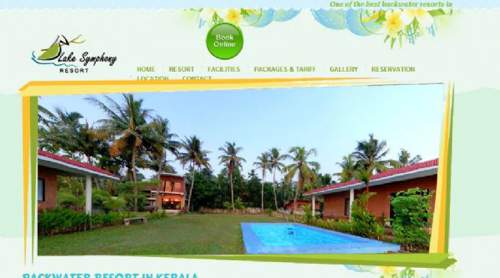 One of the best backwater resorts in
Book
Online
Lake Symphony
RESORT
HOME RESORT FACILITIES PACKAGES & TARIFF GALLERY RESERVATION
LOCATION CONTACT
BACKWATER RESORT IN KERALA